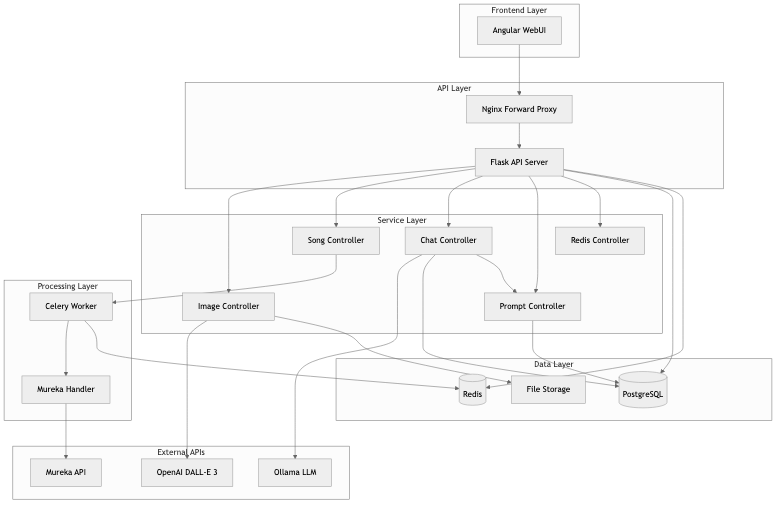 Frontend Layer
Angular WebUI
API Layer
Nginx Forward Proxy
Flask API Server
Service Layer
Song Controller
Chat Controller
Redis Controller
Processing Layer
Celery Worker
Image Controller
Prompt Controller
Data Layer
Mureka Handler
Redis
File Storage
PostgreSQL
External APIs
Mureka API
OpenAI DALL-E 3
Ollama LLM